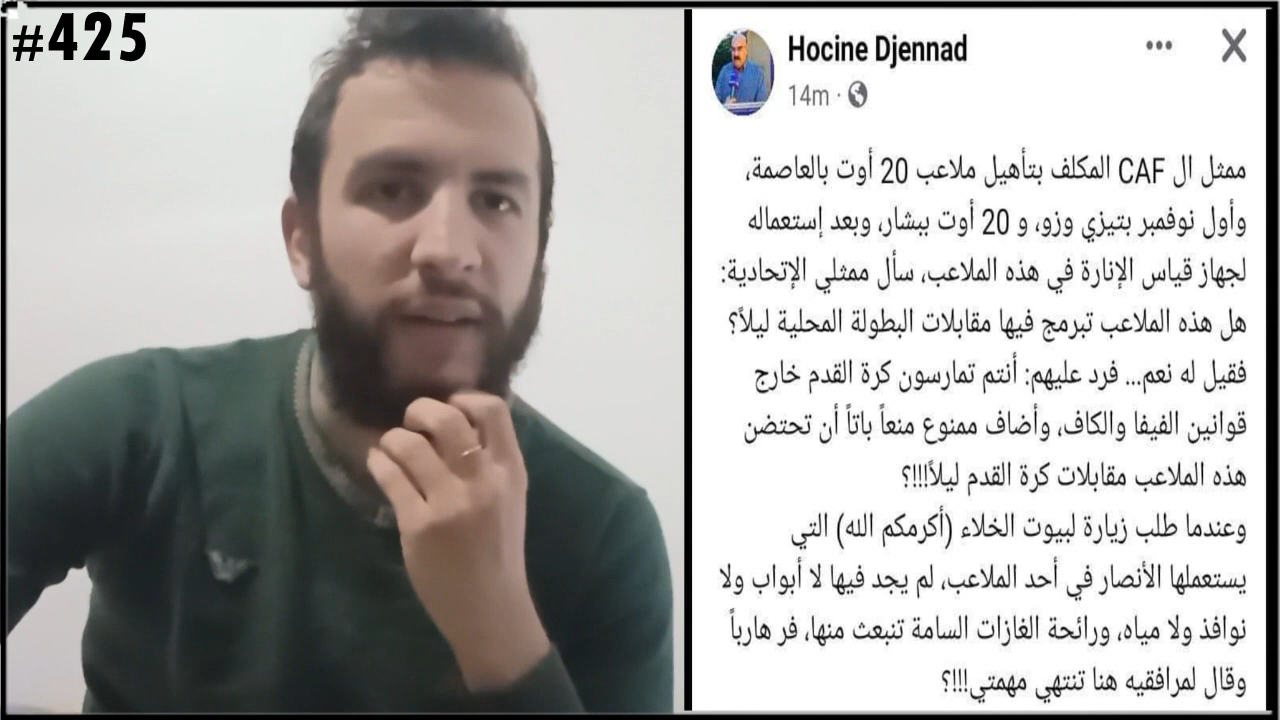 #425
Hocine Djennad
14m
ممثل ال CAF المكلف بتأهيل ملاعب 20 أوت بالعاصمة،
وأول نوفمبر بتيزي وزو، و 20 أوت ببشار، وبعد إستعماله
لجهاز قياس الإنارة في هذه الملاعب، سأل ممثلي الإتحادية:
هل هذه الملاعب تبرمج فيها مقابلات البطولة المحلية ليلاً؟
فقيل له نعم... فرد عليهم: أنتم تمارسون كرة القدم خارج
قوانين الفيفا والكاف، وأضاف ممنوع منعاً باتاً أن تحتضن
هذه الملاعب مقابلات كرة القدم ليلاً!!!؟
وعندما طلب زيارة لبيوت الخلاء (أكرمكم الله) التي
يستعملها الأنصار في أحد الملاعب، لم يجد فيها لا أبواب ولا
نوافذ ولا مياه، ورائحة الغازات السامة تنبعث منها، فر هارباً
وقال لمرافقيه هنا تنتهي مهمتي!!!؟